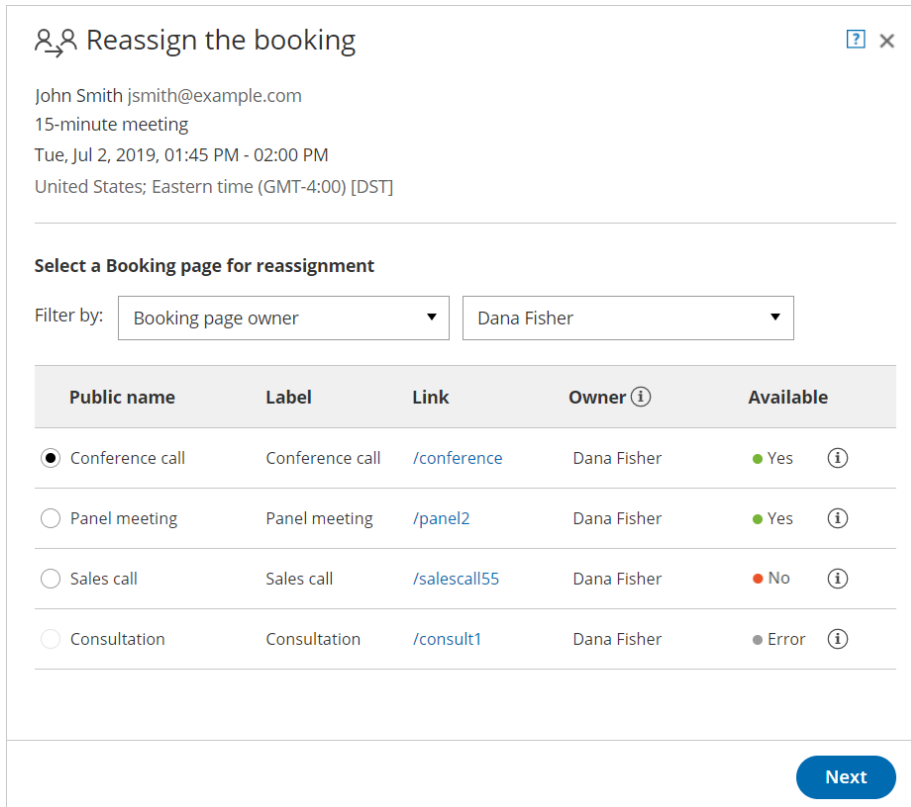 Reassign the booking
John Smith jsmith@example.com
15-minute meeting
Tue, Jul 2, 2019, 01:45 PM - 02:00 PM
United States; Eastern time (GMT-4:00) [DST]
Select a Booking page for reassignment
Filter by: Booking page owner Dana Fisher
Public name Label Link Owner Available
Conference call Conference call /conference Dana Fisher Yes
Panel meeting Panel meeting /panel2 Dana Fisher Yes
Sales call Sales call /salescall55 Dana Fisher No
Consultation Consultation /consult1 Dana Fisher Error
Next